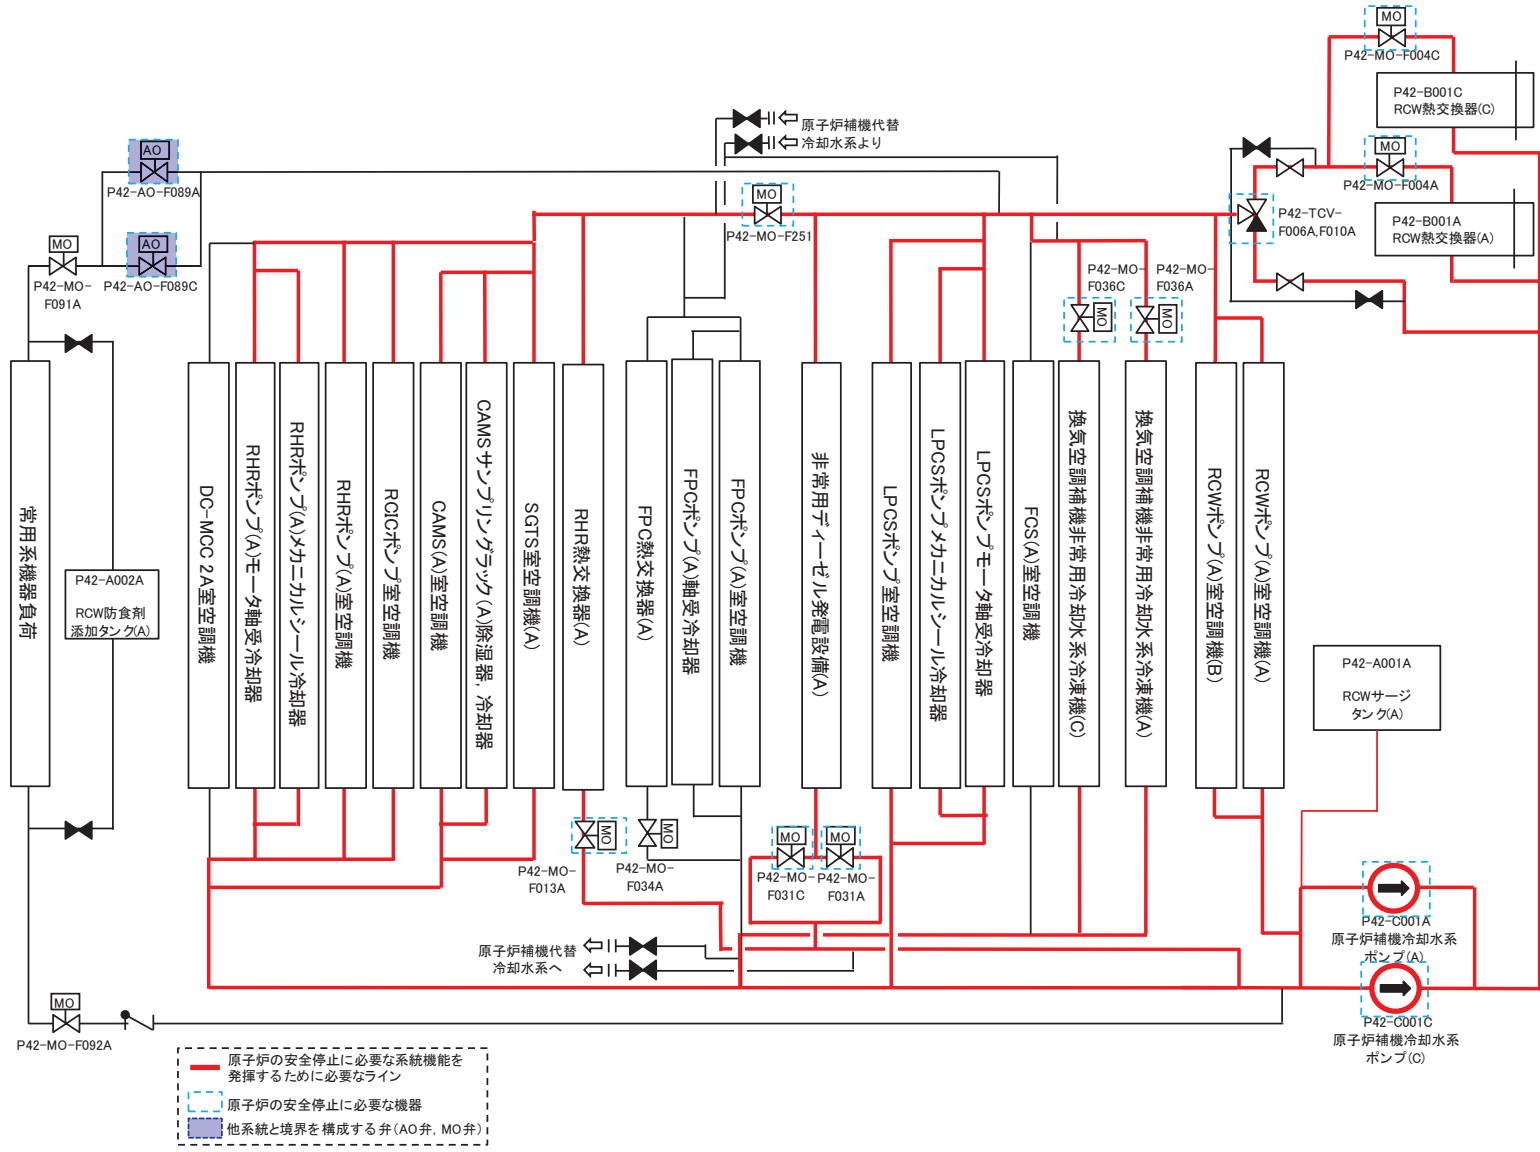 MO
P42-MO-F004C
P42-B001C
RCW熱交換器(C)
原子炉補機代替
冷却水系より
AO
P42-AO-F089A
MO
P42-MO-F004A
MO
P42-MO-F251
P42-TCV-
F006A,F010A
P42-B001A
RCW熱交換器(A)
MO
P42-MO-
F091A
AO
P42-AO-F089C
P42-MO-
F036C
MO
P42-MO-
F036A
MO
常用系機器負荷
P42-A002A
RCW防食剤
添加タンク(A)
DC-MCC 2A室空調機
RHRポンプ(A)モータ軸受冷却器
RHRポンプ(A)メカニカルシール冷却器
RHRポンプ(A)室空調機
RCICポンプ室空調機
CAMS(A)室空調機
CAMSサンプリングラック(A)除湿器, 冷却器
SGTS室空調機(A)
RHR熱交換器(A)
FPC熱交換器(A)
FPCポンプ(A)軸受冷却器
FPCポンプ(A)室空調機
非常用ディーゼル発電設備(A)
LPCSポンプ室空調機
LPCSポンプメカニカルシール冷却器
LPCSポンプモータ軸受冷却器
FCS(A)室空調機
換気空調補機非常用冷却水系冷凍機(C)
換気空調補機非常用冷却水系冷凍機(A)
RCWポンプ(A)室空調機(B)
RCWポンプ(A)室空調機(A)
P42-A001A
RCWサージ
タンク(A)
MO
P42-MO-
F013A
MO
P42-MO-
F034A
MO
P42-MO-
F031C
MO
P42-MO-
F031A
P42-C001A
原子炉補機冷却水系
ポンプ(A)
原子炉補機代替
冷却水系へ
P42-C001C
原子炉補機冷却水系
ポンプ(C)
MO
P42-MO-F092A
原子炉の安全停止に必要な系統機能を
発揮するために必要なライン
原子炉の安全停止に必要な機器
他系統と境界を構成する弁(AO弁, MO弁)